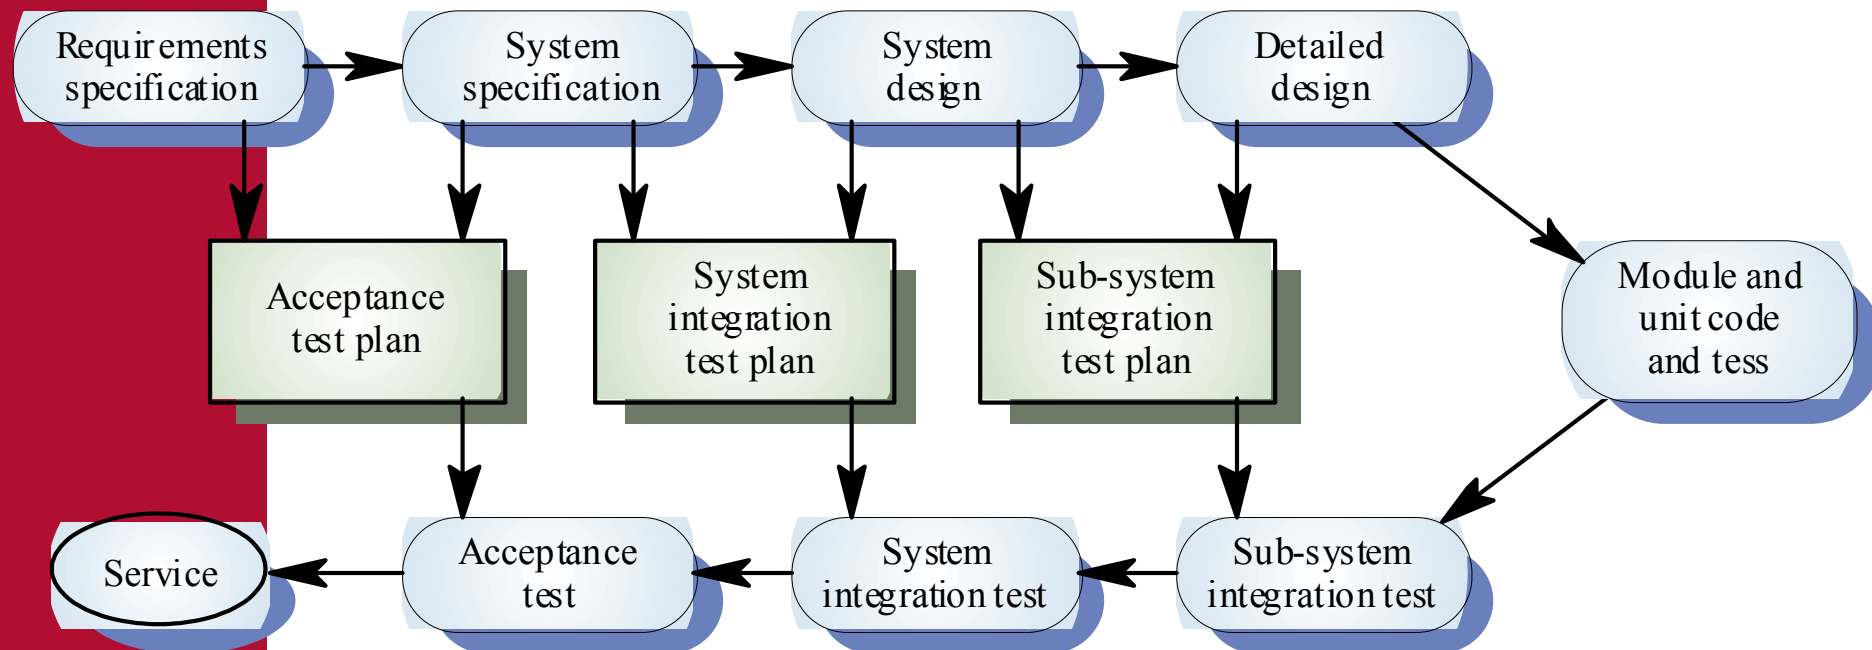 Requirements
specification
System
specification
System
design
Detailed
design
Acceptance
test plan
System
integration
test plan
Sub-system
integration
test plan
Module and
unit code
and tess
Service
Acceptance
test
System
integration test
Sub-system
integration test